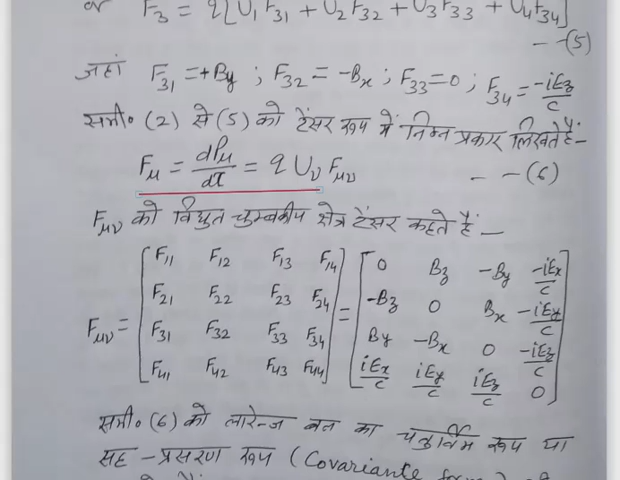 या F₃ = q[U₁F₃₁ + U₂F₃₂ + U₃F₃₃ + U₄F₃₄]
- -(5)
जहां F₃₁ = +By ; F₃₂ = -Bx ; F₃₃ = 0 ; F₃₄ = -iEz/c
समी० (2) से (5) को टेंसर रूप में निम्न प्रकार लिखते हैं-
Fμ = dPμ/dτ = q Uν Fμν - - (6)
Fμν को विद्युत चुम्बकीय क्षेत्र टेंसर कहते हैं -
Fμν = [F₁₁ F₁₂ F₁₃ F₁₄ = [0 Bz -By -iEx/c
F₂₁ F₂₂ F₂₃ F₂₄ -Bz 0 Bx -iEy/c
F₃₁ F₃₂ F₃₃ F₃₄ By -Bx 0 -iEz/c
F₄₁ F₄₂ F₄₃ F₄₄] iEx/c iEy/c iEz/c 0]
समी० (6) को लारेन्ज बल का चतुर्विम रूप या
सह-प्रसरण रूप (Covariante form)